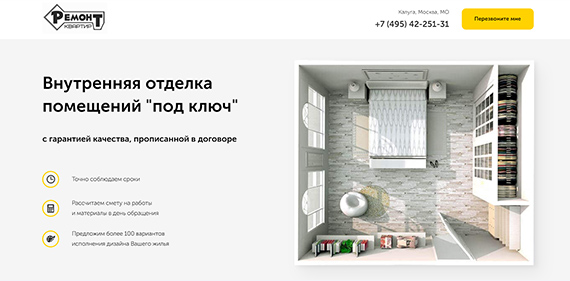 РЕМОНТ
КВАРТИР
Калуга, Москва, МО
+7 (495) 42-251-31
Перезвоните мне
Внутренняя отделка
помещений "под ключ"
с гарантией качества, прописанной в договоре
Точно соблюдаем сроки
Рассчитаем смету на работы
и материалы в день обращения
Предложим более 100 вариантов
исполнения дизайна Вашего жилья